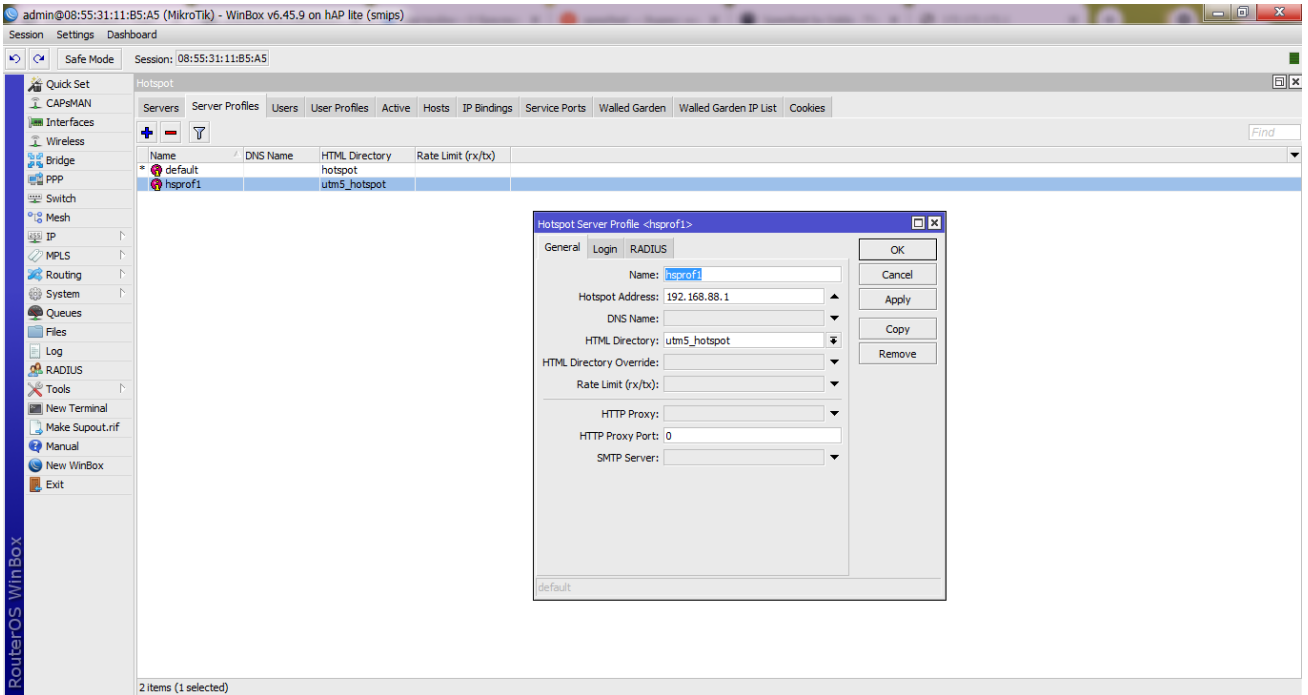 admin@08:55:31:11:B5:A5 (MikroTik) - WinBox v6.45.9 on hAP lite (smips)
Session Settings Dashboard
Safe Mode Session: 08:55:31:11:B5:A5
Quick Set
CAPsMAN
Interfaces
Wireless
Bridge
PPP
Switch
Mesh
IP
MPLS
Routing
System
Queues
Files
Log
RADIUS
Tools
New Terminal
Make Supout.rif
Manual
New WinBox
Exit
RouterOS WinBox
Hotspot
Servers Server Profiles Users User Profiles Active Hosts IP Bindings Service Ports Walled Garden Walled Garden IP List Cookies
Find
Name DNS Name HTML Directory Rate Limit (rx/tx)
* default hotspot
hsprof1 utm5_hotspot
Hotspot Server Profile <hsprof1>
General Login RADIUS
Name: hsprof1
Hotspot Address: 192.168.88.1
DNS Name:
HTML Directory: utm5_hotspot
HTML Directory Override:
Rate Limit (rx/tx):
HTTP Proxy:
HTTP Proxy Port: 0
SMTP Server:
OK
Cancel
Apply
Copy
Remove
default
2 items (1 selected)